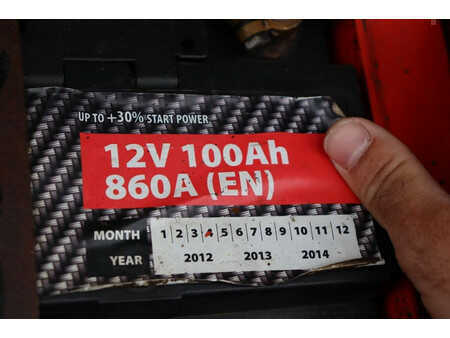 UP TO +30% START POWER
12V 100Ah
860A (EN)
MONTH 1 2 3 4 5 6 7 8 9 10 11 12
YEAR 2012 2013 2014